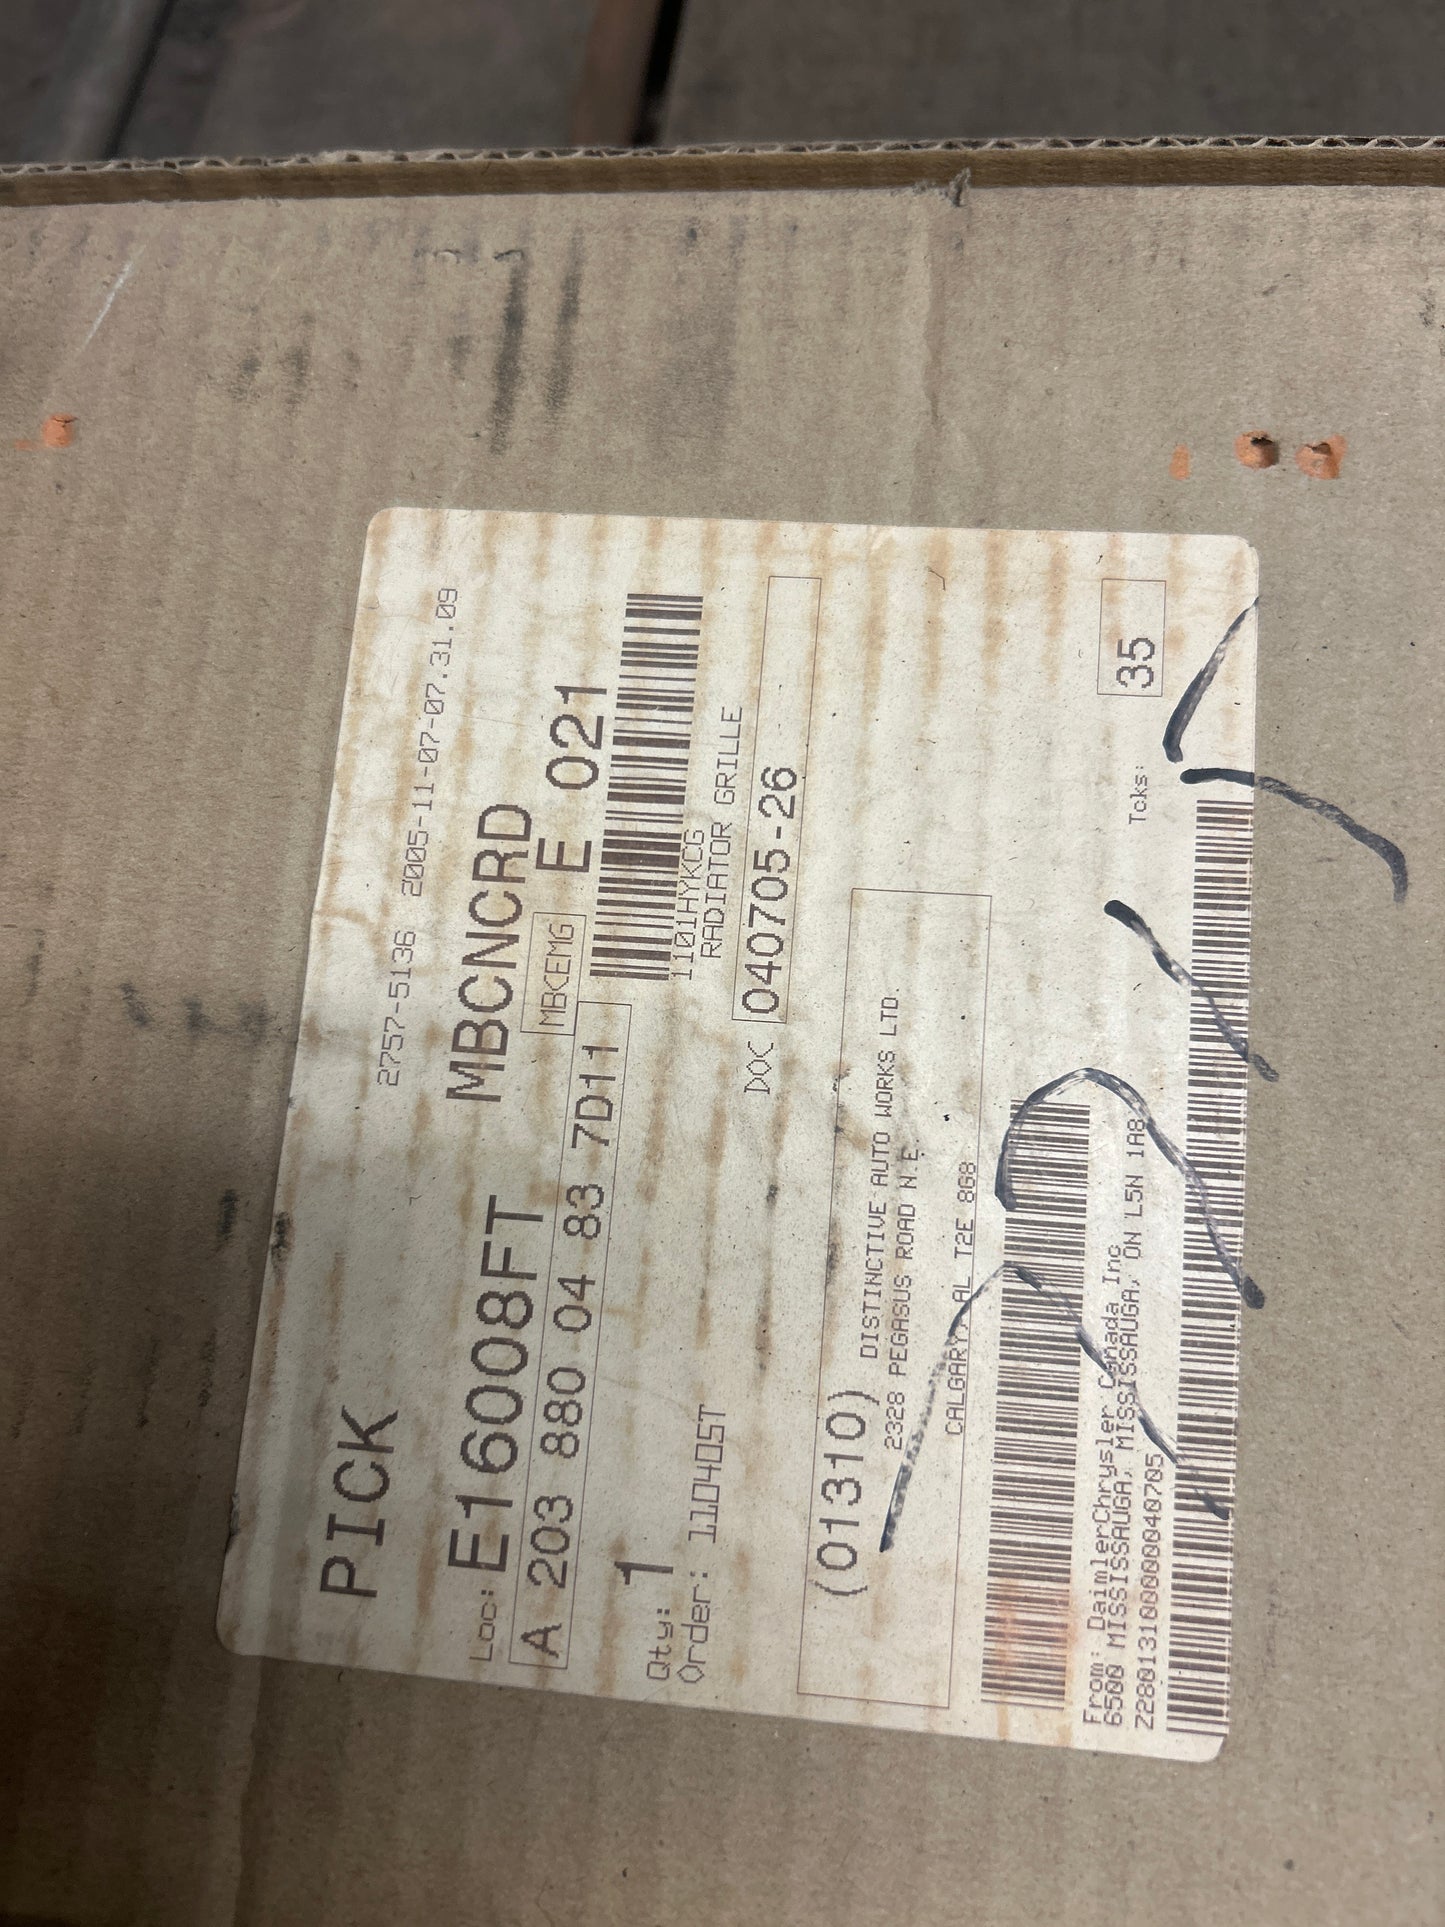 2757-5136 2005-11-07-07.31.09
PICK
Loc: E16008FT MBCNCRD
A 203 880 04 83 7D11 MBCEMG E 021
Qty: 1
1101HYKCG
Order: 11040ST RADIATOR GRILLE
DOC 040705-26
(01310) DISTINCTIVE AUTO WORKS LTD.
2328 PEGASUS ROAD N.E.
CALGARY, AL T2E 8G8
From: DaimlerChrysler Canada Inc
6500 MISSISSAUGA, MISSISSAUGA, ON L5N 1A8
Z280131000000040705
Tcks: 35